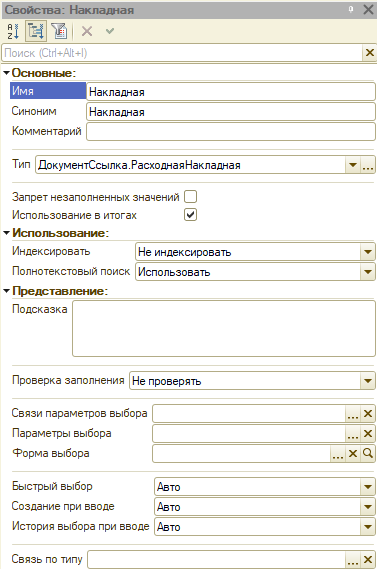 Свойства: Накладная
Поиск (Ctrl+Alt+I)
Основные:
Имя Накладная
Синоним Накладная
Комментарий
Тип ДокументСсылка.РасходнаяНакладная
Запрет незаполненных значений
Использование в итогах
Использование:
Индексировать Не индексировать
Полнотекстовый поиск Использовать
Представление:
Подсказка
Проверка заполнения Не проверять
Связи параметров выбора
Параметры выбора
Форма выбора
Быстрый выбор Авто
Создание при вводе Авто
История выбора при вводе Авто
Связь по типу